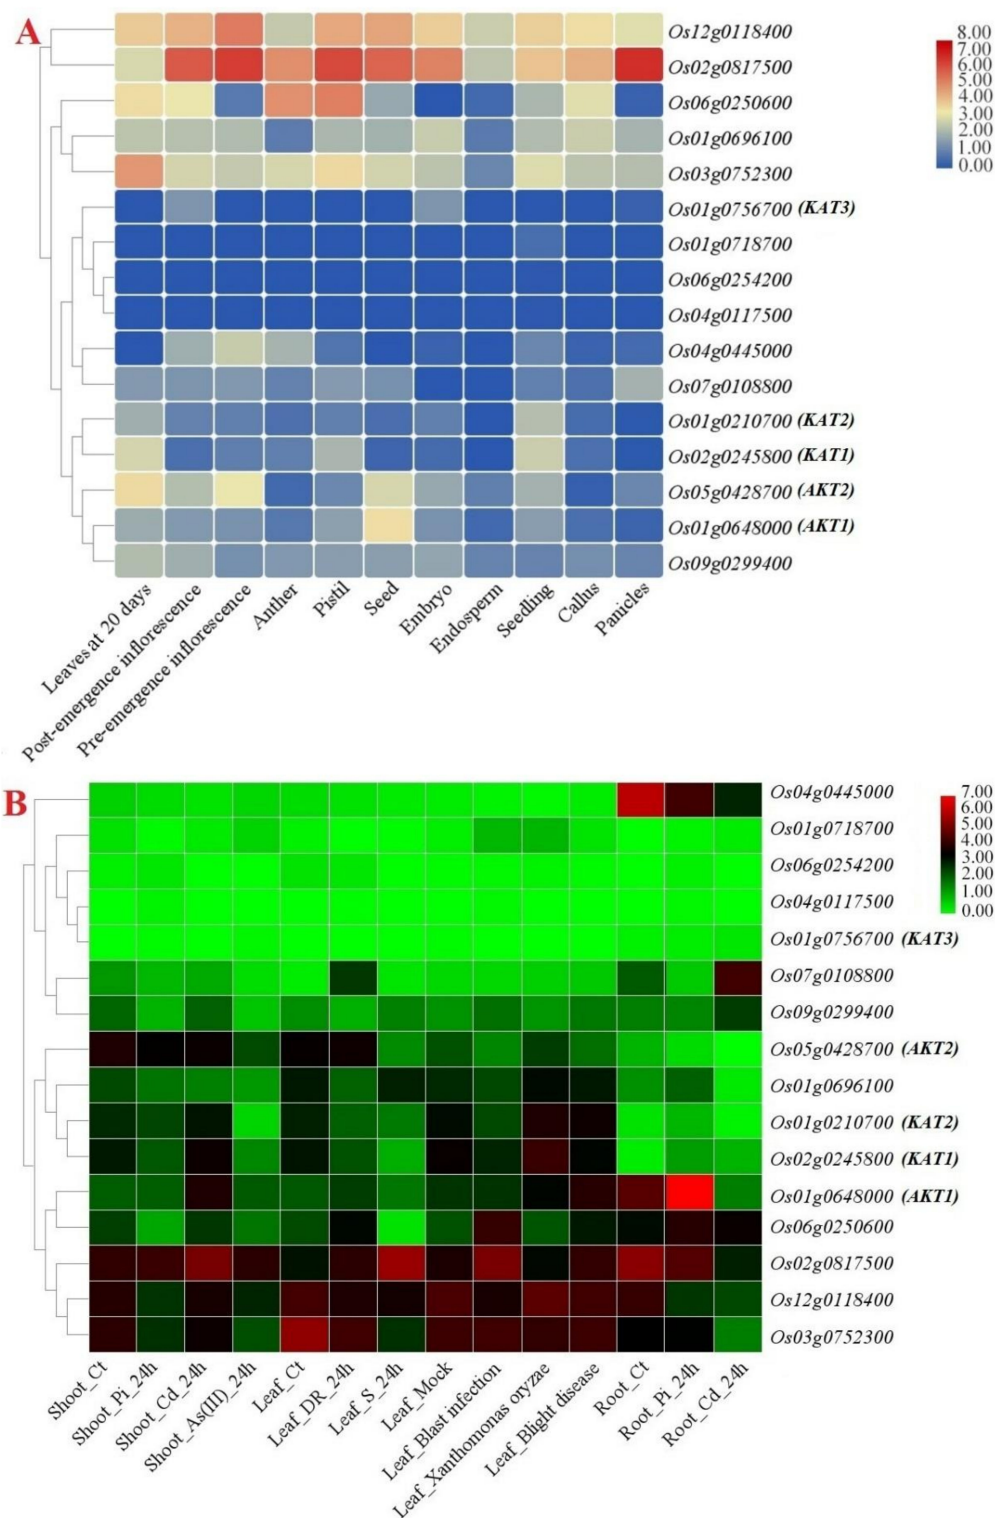 A
Os12g0118400
Os02g0817500
Os06g0250600
Os01g0696100
Os03g0752300
Os01g0756700 (KAT3)
Os01g0718700
Os06g0254200
Os04g0117500
Os04g0445000
Os07g0108800
Os01g0210700 (KAT2)
Os02g0245800 (KAT1)
Os05g0428700 (AKT2)
Os01g0648000 (AKT1)
Os09g0299400
8.00
7.00
6.00
5.00
4.00
3.00
2.00
1.00
0.00
Leaves at 20 days
Post-emergence inflorescence
Pre-emergence inflorescence
Anther
Pistil
Seed
Embryo
Endosperm
Seedling
Callus
Panicles
B
Os04g0445000
Os01g0718700
Os06g0254200
Os04g0117500
Os01g0756700 (KAT3)
Os07g0108800
Os09g0299400
Os05g0428700 (AKT2)
Os01g0696100
Os01g0210700 (KAT2)
Os02g0245800 (KAT1)
Os01g0648000 (AKT1)
Os06g0250600
Os02g0817500
Os12g0118400
Os03g0752300
7.00
6.00
5.00
4.00
3.00
2.00
1.00
0.00
Shoot_Ct
Shoot_Pi_24h
Shoot_Cd_24h
Shoot_As(III)_24h
Leaf_Ct
Leaf_DR_24h
Leaf_S_24h
Leaf_Mock
Leaf_Blast infection
Leaf_Xanthomonas oryzae
Leaf_Blight disease
Root_Ct
Root_Pi_24h
Root_Cd_24h